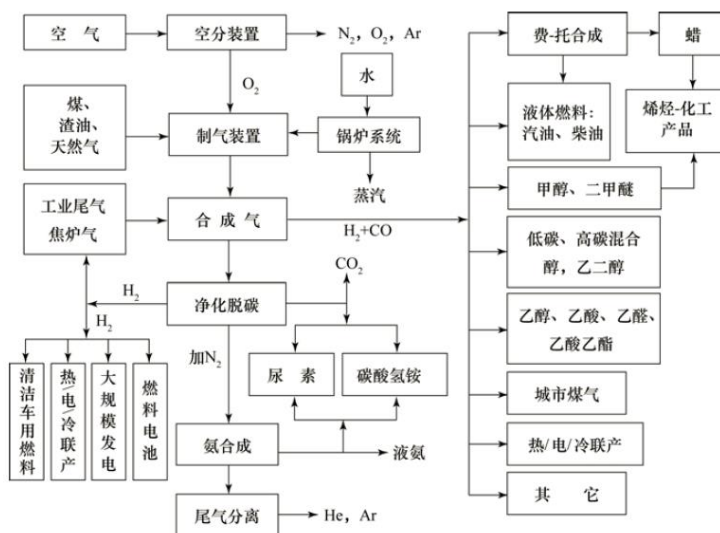 空 气
空分装置
N₂，O₂，Ar
费-托合成
蜡
O₂
水
煤、
渣油、
天然气
制气装置
锅炉系统
液体燃料：
汽油、柴油
烯烃-化工
产品
蒸汽
工业尾气
焦炉气
合 成 气
H₂+CO
甲醇、二甲醚
低碳、高碳混合
醇，乙二醇
CO₂
H₂
净化脱碳
H₂
乙醇、乙酸、乙醛、
乙酸乙酯
加N₂
尿 素
碳酸氢铵
清洁车用燃料
热/电/冷联产
大规模发电
燃料电池
城市煤气
氨合成
液氨
热/电/冷联产
尾气分离
He，Ar
其 它